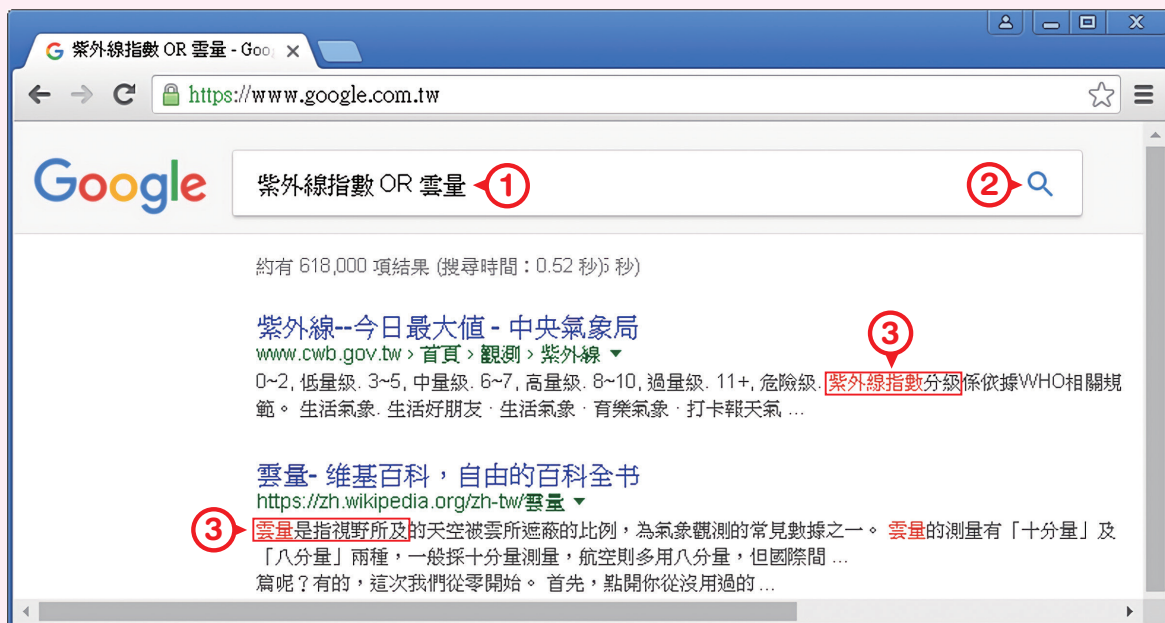 紫外線指數 OR 雲量 - Goo
https://www.google.com.tw
Google
紫外線指數 OR 雲量 1 2
約有 618,000 項結果 (搜尋時間：0.52 秒)5 秒)
紫外線--今日最大值 - 中央氣象局
3
www.cwb.gov.tw › 首頁 › 觀測 › 紫外線
0~2, 低量級. 3~5, 中量級. 6~7, 高量級. 8~10, 過量級. 11+, 危險級. 紫外線指數分級係依據WHO相關規
範。 生活氣象. 生活好朋友 · 生活氣象 · 育樂氣象 · 打卡報天氣 ...
雲量- 维基百科，自由的百科全书
https://zh.wikipedia.org/zh-tw/雲量
3 雲量是指視野所及的天空被雲所遮蔽的比例，為氣象觀測的常見數據之一。 雲量的測量有「十分量」及
「八分量」兩種，一般採十分量測量，航空則多用八分量，但國際間 ...
篇呢？有的，這次我們從零開始。 首先，點開你從沒用過的 ...